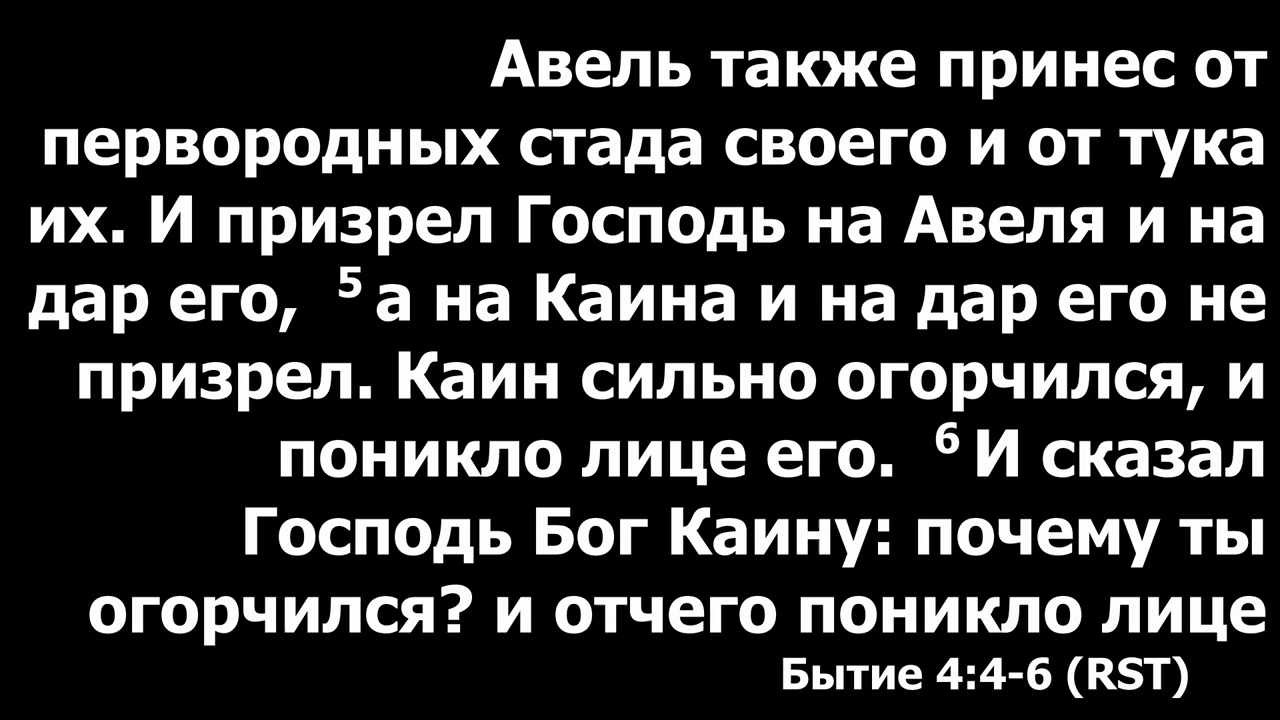 Авель также принес от
первородных стада своего и от тука
их. И призрел Господь на Авеля и на
дар его, 5 а на Каина и на дар его не
призрел. Каин сильно огорчился, и
поникло лице его. 6 И сказал
Господь Бог Каину: почему ты
огорчился? и отчего поникло лице
Бытие 4:4-6 (RST)